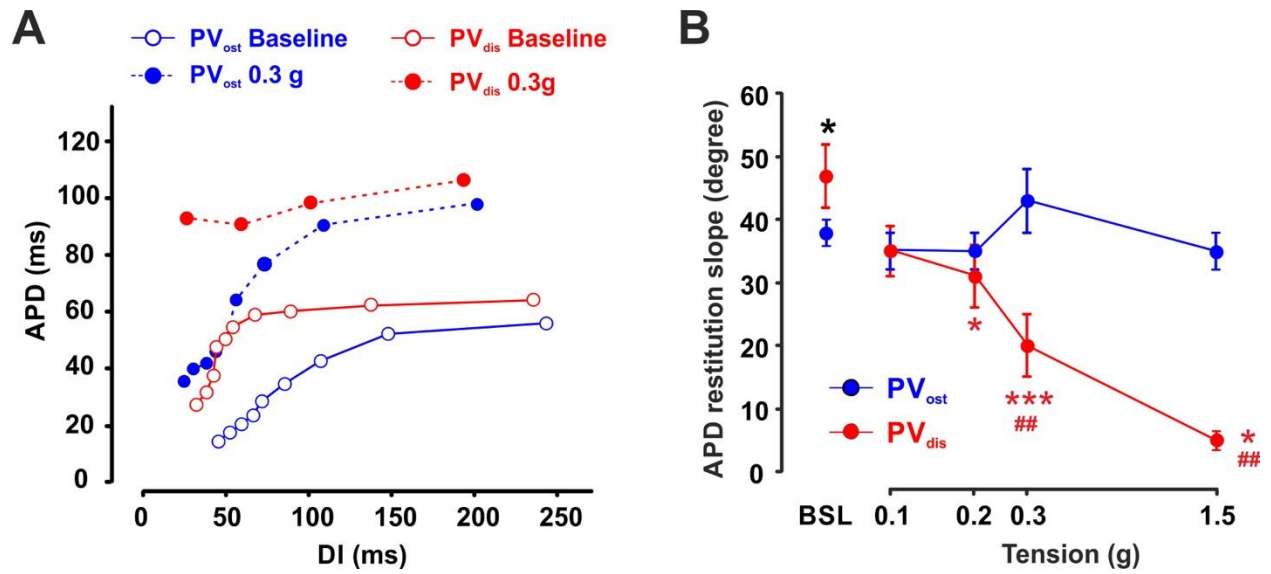 A
PVost Baseline
PVdis Baseline
PVost 0.3 g
PVdis 0.3g
APD (ms)
120
100
80
60
40
20
0
0 50 100 150 200 250
DI (ms)
B
APD restitution slope (degree)
60
50
40
30
20
10
0
*
*
***
##
*
##
PVost
PVdis
BSL 0.1 0.2 0.3 1.5
Tension (g)